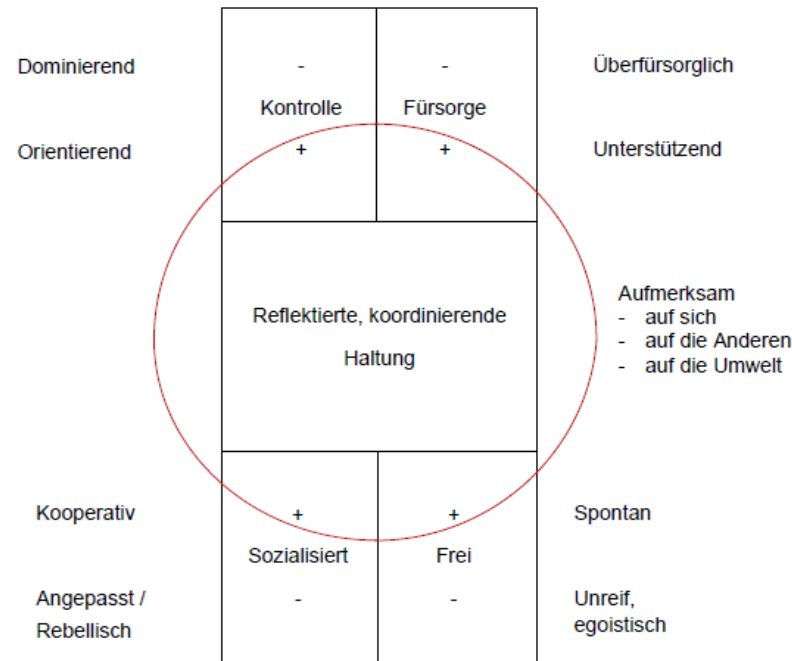 Dominierend - - Überfürsorglich
Kontrolle Fürsorge
Orientierend + + Unterstützend
Reflektierte, koordinierende
Haltung
Aufmerksam
- auf sich
- auf die Anderen
- auf die Umwelt
Kooperativ + + Spontan
Sozialisiert Frei
Angepasst / - - Unreif,
Rebellisch egoistisch